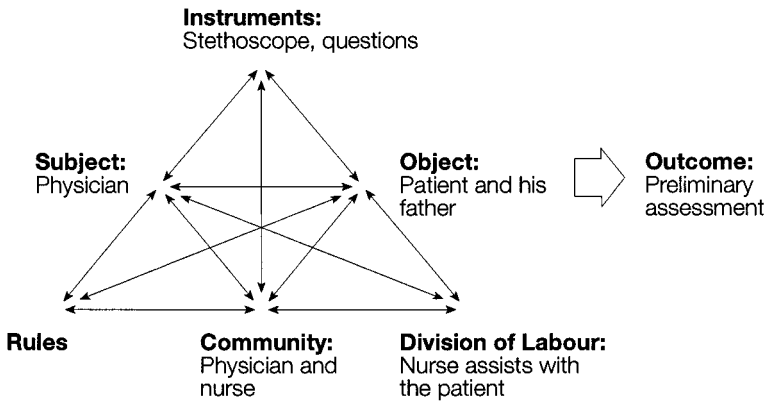 Instruments:
Stethoscope, questions
Subject:
Physician
Object:
Patient and his
father
Outcome:
Preliminary
assessment
Rules
Community:
Physician and
nurse
Division of Labour:
Nurse assists with
the patient